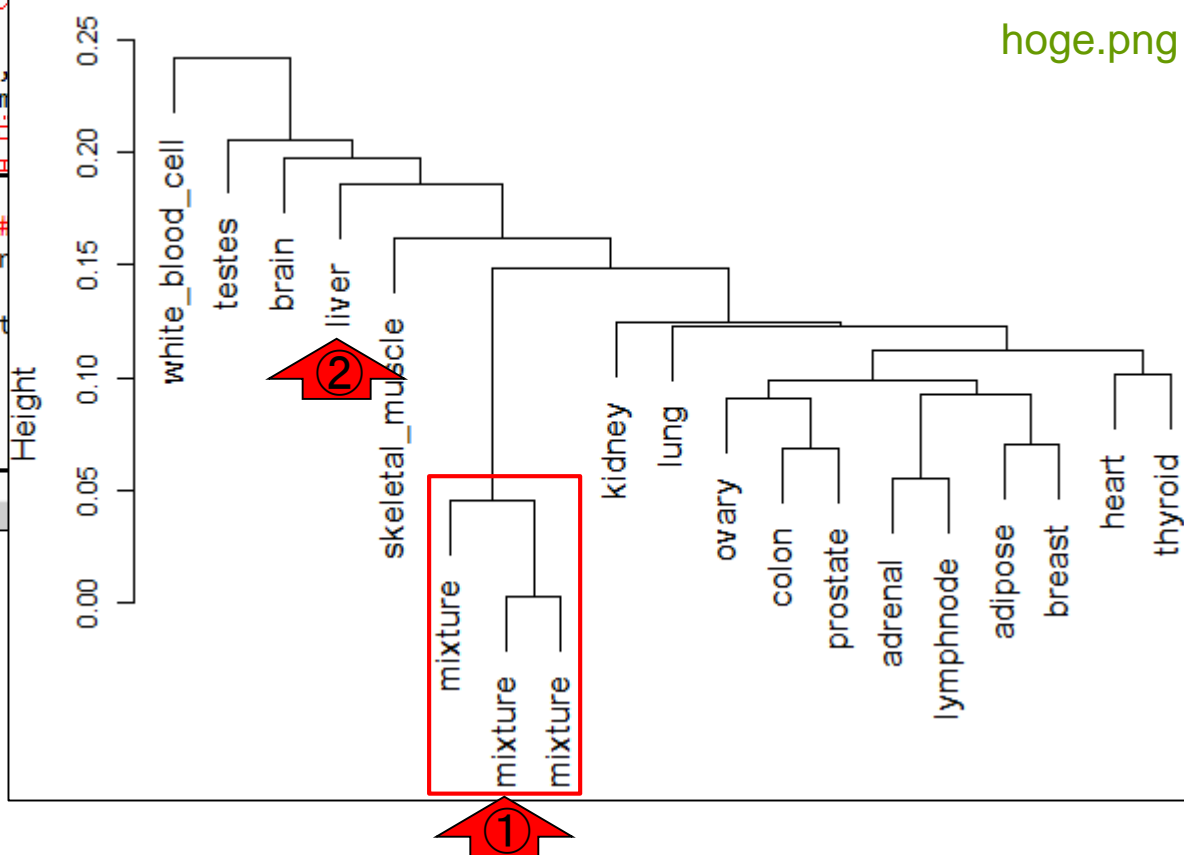 hoge.png
Height
0.25
0.20
0.15
0.10
0.05
0.00
white_blood_cell
testes
brain
liver
skeletal_muscle
mixture
mixture
mixture
kidney
lung
ovary
colon
prostate
adrenal
lymphnode
adipose
breast
heart
thyroid
②
①